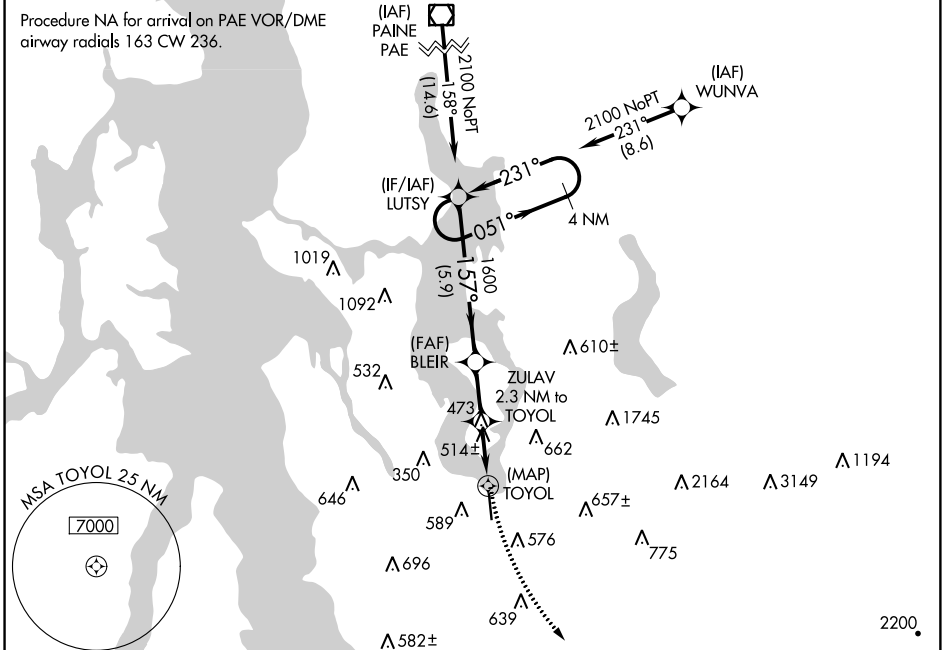 Procedure NA for arrival on PAE VOR/DME
airway radials 163 CW 236.
(IAF)
PAINE
PAE
2100 NoPT
158°
(14.6)
(IAF)
WUNVA
2100 NoPT
231°
(8.6)
(IF/IAF)
LUTSY
231°
051°
4 NM
1600
157°
(5.9)
1019
1092
(FAF)
BLEIR
610±
532
ZULAV
2.3 NM to
TOYOL
473
1745
514±
662
350
1194
(MAP)
TOYOL
646
2164
3149
589
657±
576
775
696
639
582±
2200
MSA TOYOL 25 NM
7000